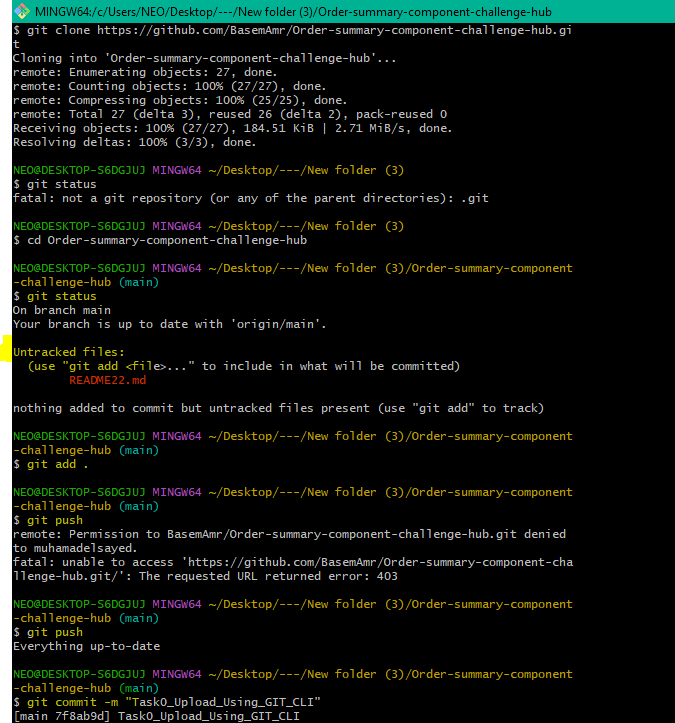 MINGW64:/c/Users/NEO/Desktop/---/New folder (3)/Order-summary-component-challenge-hub
$ git clone https://github.com/BasemAmr/Order-summary-component-challenge-hub.gi
t
Cloning into 'Order-summary-component-challenge-hub'...
remote: Enumerating objects: 27, done.
remote: Counting objects: 100% (27/27), done.
remote: Compressing objects: 100% (25/25), done.
remote: Total 27 (delta 3), reused 26 (delta 2), pack-reused 0
Receiving objects: 100% (27/27), 184.51 KiB | 2.71 MiB/s, done.
Resolving deltas: 100% (3/3), done.
NEO@DESKTOP-S6DGJUJ MINGW64 ~/Desktop/---/New folder (3)
$ git status
fatal: not a git repository (or any of the parent directories): .git
NEO@DESKTOP-S6DGJUJ MINGW64 ~/Desktop/---/New folder (3)
$ cd Order-summary-component-challenge-hub
NEO@DESKTOP-S6DGJUJ MINGW64 ~/Desktop/---/New folder (3)/Order-summary-component
-challenge-hub (main)
$ git status
On branch main
Your branch is up to date with 'origin/main'.
Untracked files:
(use "git add <file>..." to include in what will be committed)
README22.md
nothing added to commit but untracked files present (use "git add" to track)
NEO@DESKTOP-S6DGJUJ MINGW64 ~/Desktop/---/New folder (3)/Order-summary-component
-challenge-hub (main)
$ git add .
NEO@DESKTOP-S6DGJUJ MINGW64 ~/Desktop/---/New folder (3)/Order-summary-component
-challenge-hub (main)
$ git push
remote: Permission to BasemAmr/Order-summary-component-challenge-hub.git denied
to muhamadelsayed.
fatal: unable to access 'https://github.com/BasemAmr/Order-summary-component-cha
llenge-hub.git/': The requested URL returned error: 403
NEO@DESKTOP-S6DGJUJ MINGW64 ~/Desktop/---/New folder (3)/Order-summary-component
-challenge-hub (main)
$ git push
Everything up-to-date
NEO@DESKTOP-S6DGJUJ MINGW64 ~/Desktop/---/New folder (3)/Order-summary-component
-challenge-hub (main)
$ git commit -m "Task0_Upload_Using_GIT_CLI"
[main 7f8ab9d] Task0_Upload_Using_GIT_CLI